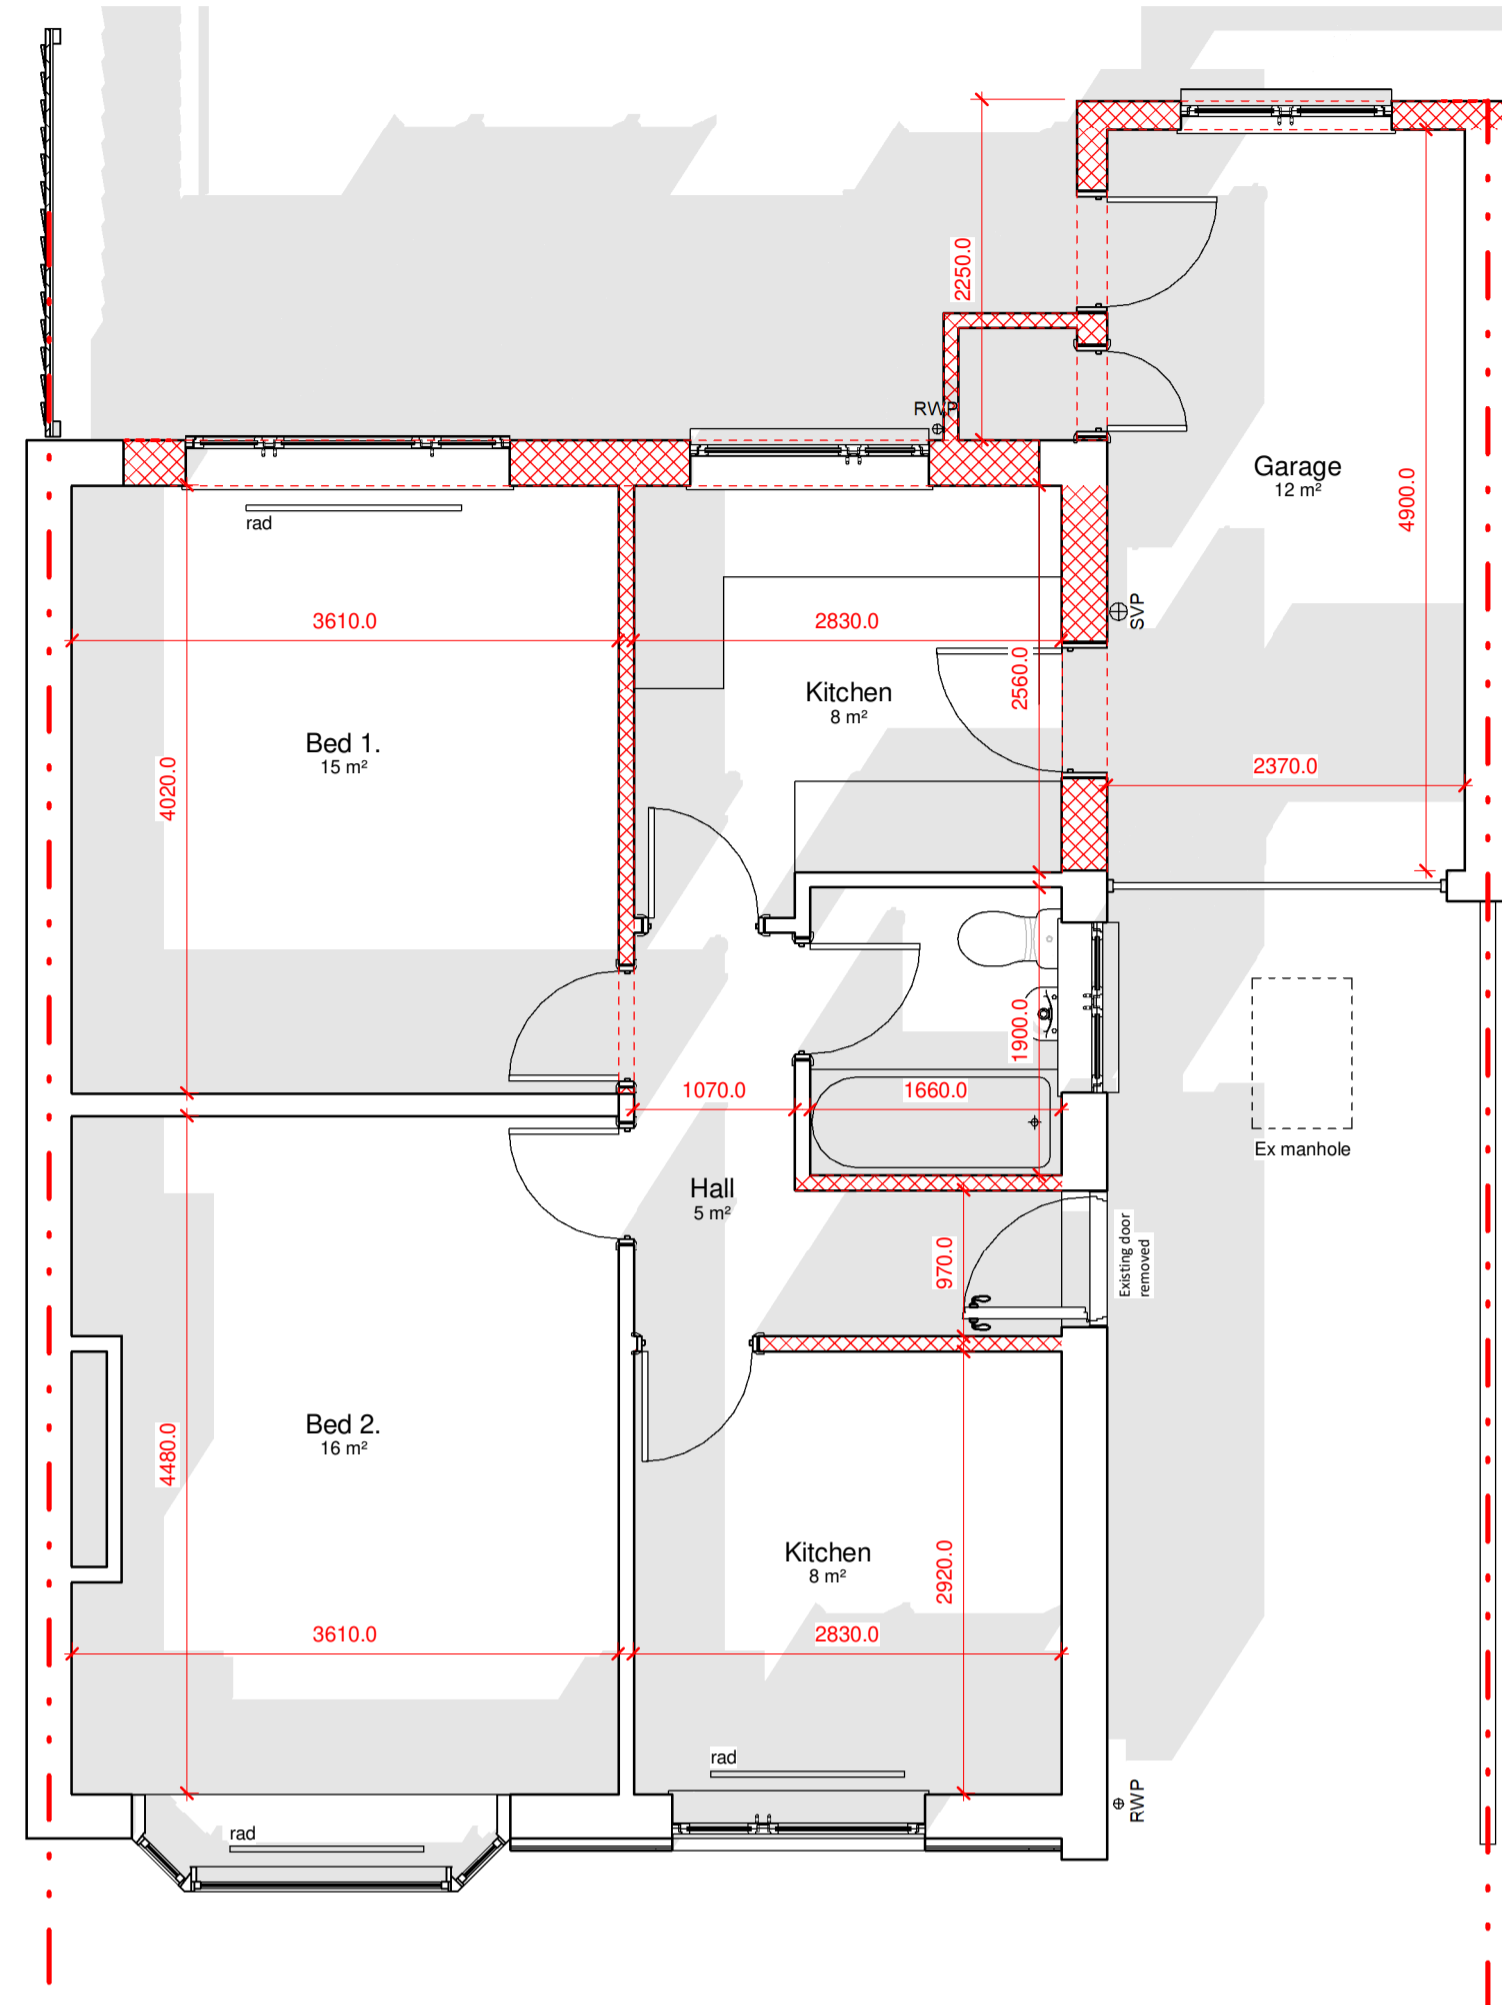 2250.0
RWP
Garage
12 m²
4900.0
rad
SVP
3610.0
2830.0
2560.0
Kitchen
8 m²
Bed 1.
15 m²
4020.0
2370.0
1900.0
1070.0
1660.0
Ex manhole
Hall
5 m²
970.0
Existing door
removed
Bed 2.
16 m²
4480.0
Kitchen
8 m²
2920.0
3610.0
2830.0
rad
RWP
rad